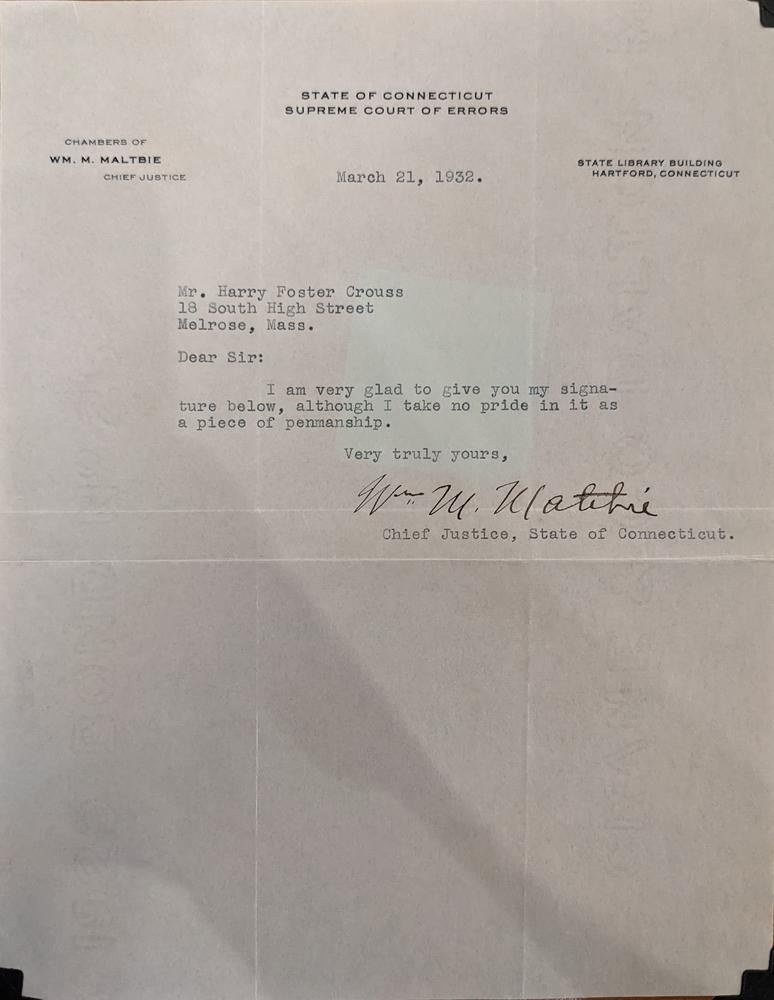 STATE OF CONNECTICUT
SUPREME COURT OF ERRORS
CHAMBERS OF
WM. M. MALTBIE
CHIEF JUSTICE
March 21, 1932.
STATE LIBRARY BUILDING
HARTFORD, CONNECTICUT
Mr. Harry Foster Crouss
18 South High Street
Melrose, Mass.
Dear Sir:
I am very glad to give you my signa-
ture below, although I take no pride in it as
a piece of penmanship.
Very truly yours,
Wm. M. Maltbie
Chief Justice, State of Connecticut.